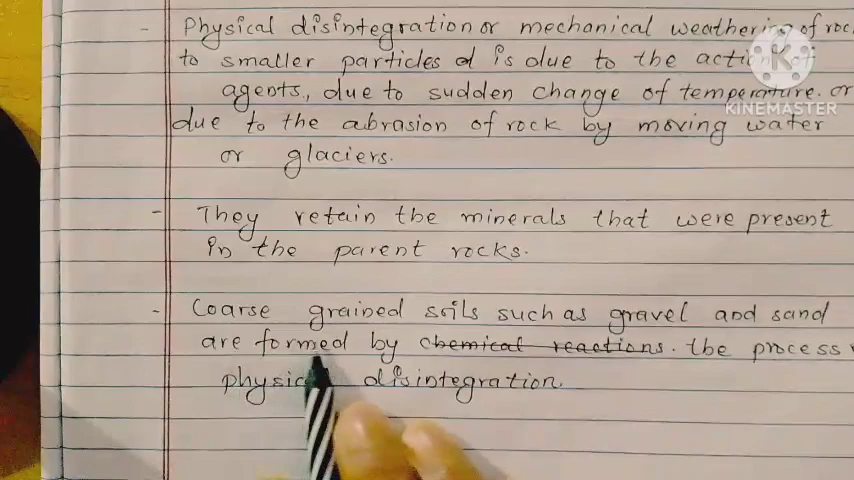 - Physical disintegration or mechanical weathering of roc
to smaller particles d is due to the acti of
agents., due to sudden change of temperature. or
due to the abrasion of rock by moving water
or glaciers.
- They retain the minerals that were present
in the parent rocks.
- Coarse grained soils such as gravel and sand
are formed by chemical reactions. the process
physic disintegration.
K
KINEMASTER